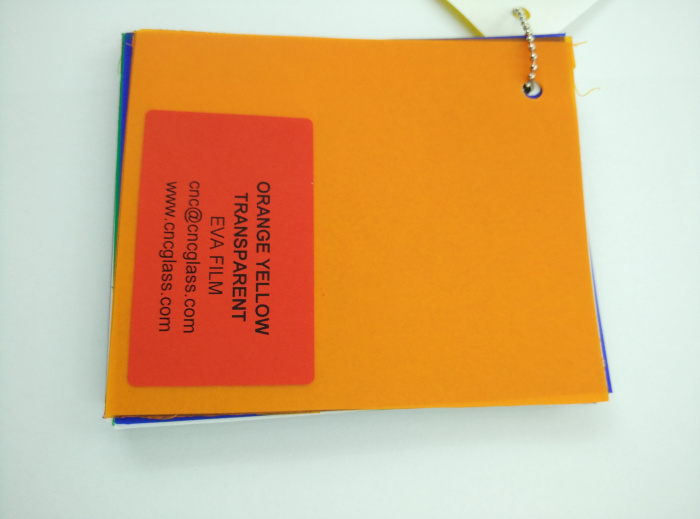 ORANGE YELLOW
TRANSPARENT
EVA FILM
cnc@cncglass.com
www.cncglass.com